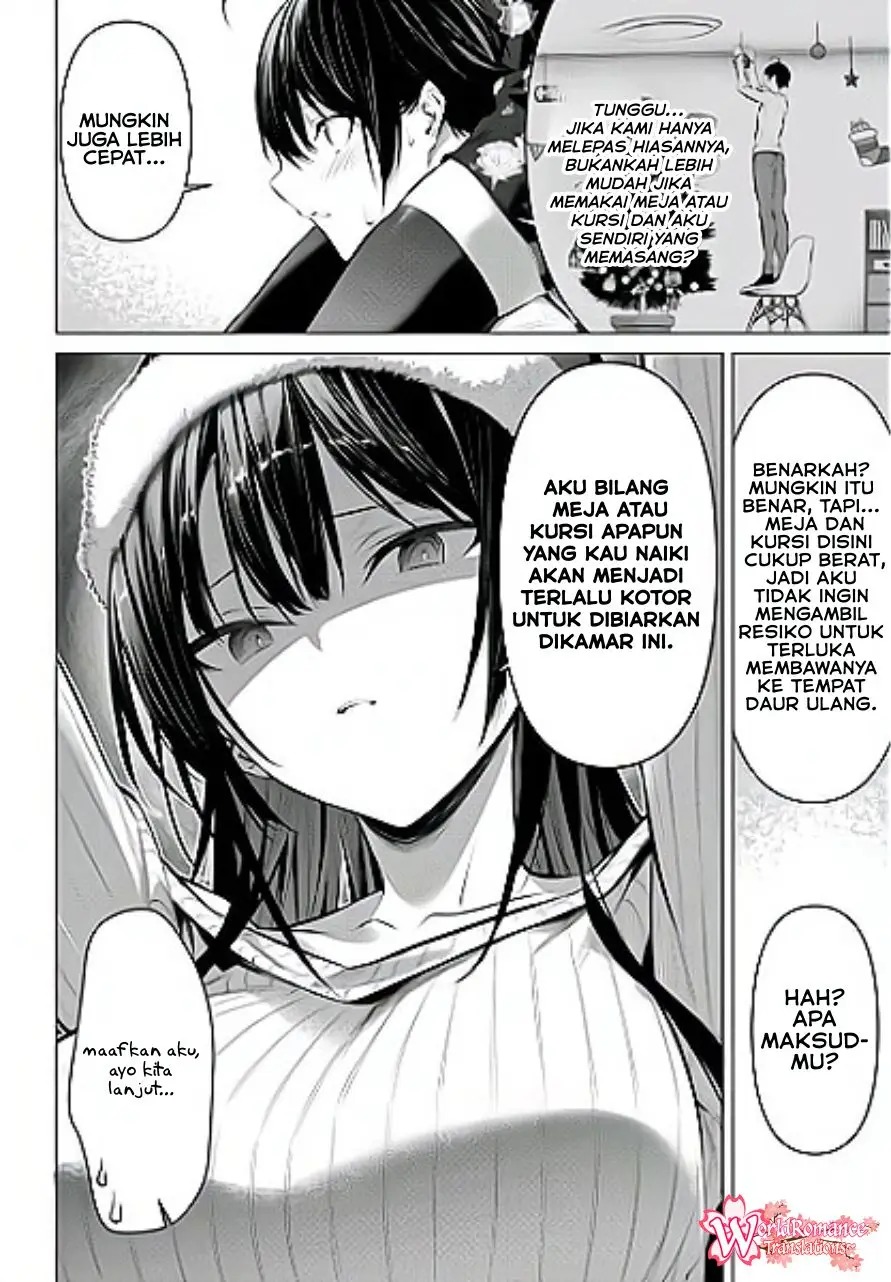 TUNGGU...
JIKA KAMI HANYA
MELEPAS HIASANNYA,
BUKANKAH LEBIH
MUDAH JIKA
MEMAKAI MEJA ATAU
KURSI DAN AKU
SENDIRI YANG
MEMASANG?
MUNGKIN
JUGA LEBIH
CEPAT...
BENARKAH?
MUNGKIN ITU
BENAR, TAPI...
MEJA DAN
KURSI DISINI
CUKUP BERAT,
JADI AKU
TIDAK INGIN
MENGAMBIL
RESIKO UNTUK
TERLUKA
MEMBAWANYA
KE TEMPAT
DAUR ULANG.
HAH?
APA
MAKSUD-
MU?
AKU BILANG
MEJA ATAU
KURSI APAPUN
YANG KAU NAIKI
AKAN MENJADI
TERLALU KOTOR
UNTUK DIBIARKAN
DIKAMAR INI.
maafkan aku,
ayo kita
lanjut...
WorldRomance
Translations